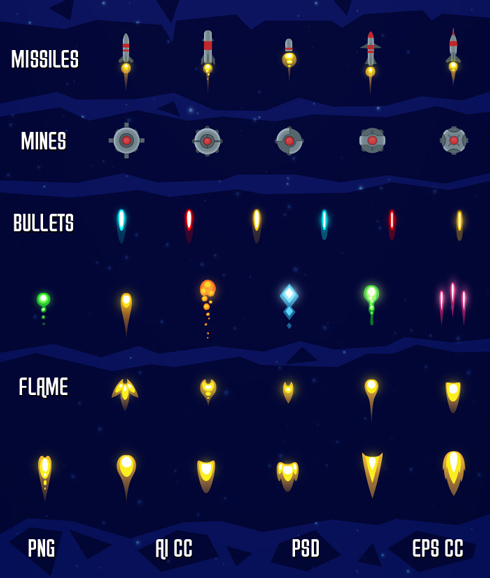 MISSILES
MINES
BULLETS
FLAME
PNG AI CC PSD EPS CC